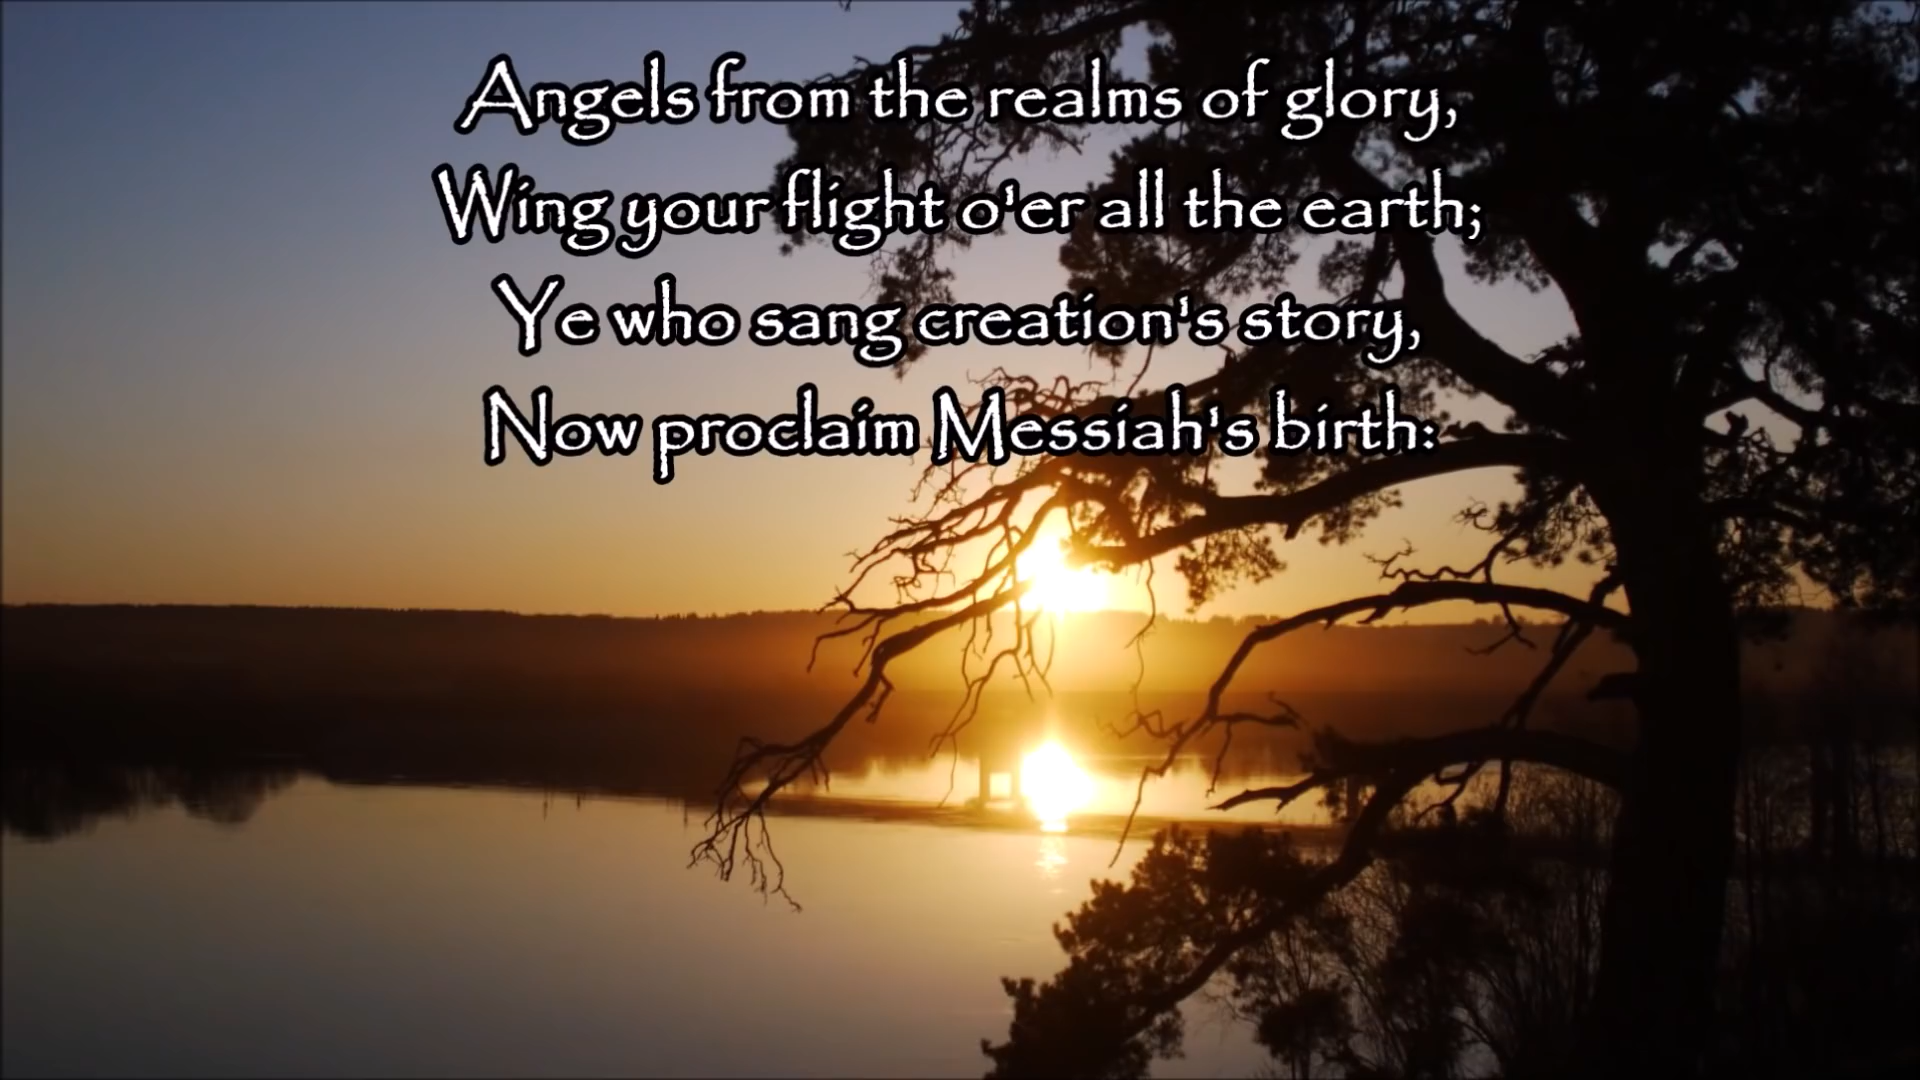 Angels from the realms of glory,
Wing your flight o'er all the earth;
Ye who sang creation's story,
Now proclaim Messiah's birth: